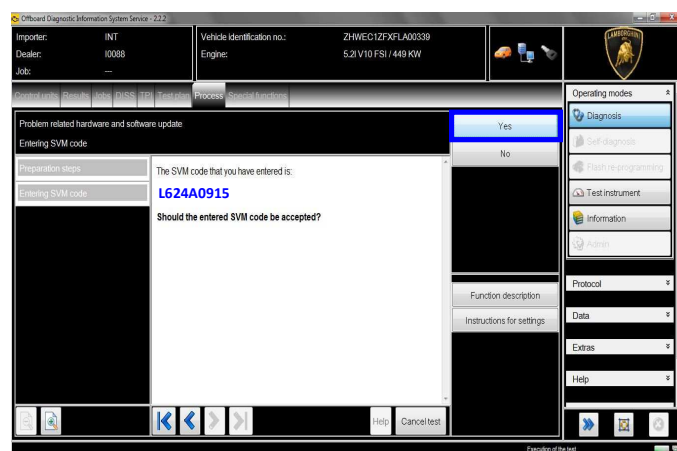 Offboard Diagnostic Information System Service - 2.2.2
Importer: INT
Dealer: I0088
Job: ---
Vehicle identification no.: ZHWEC1ZFXFLA00339
Engine: 5.2l V10 FSI / 449 KW
LAMBORGHINI
Control units Results Jobs DISS TPI Test plan Process Special functions
Operating modes
Problem related hardware and software update
Entering SVM code
Yes
No
Diagnosis
Self-diagnosis
Flash re-programming
Test instrument
Information
Admin
Preparation steps
Entering SVM code
The SVM code that you have entered is:
L624A0915
Should the entered SVM code be accepted?
Function description
Instructions for settings
Protocol
Data
Extras
Help
Help
Cancel test
Execution of the test